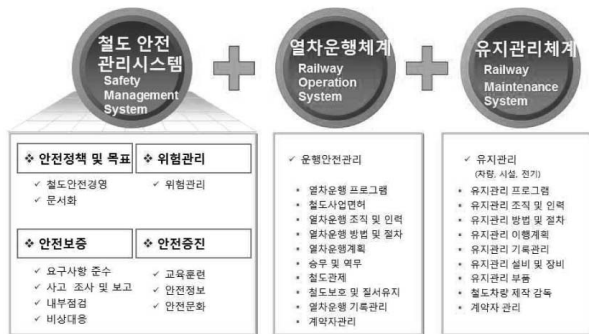 철도 안전
관리시스템
Safety
Management
System
열차운행체계
Railway
Operation
System
유지관리체계
Railway
Maintenance
System
❖ 안전정책 및 목표
✓ 철도안전경영
✓ 문서화
❖ 위험관리
✓ 위험관리
❖ 안전보증
✓ 요구사항 준수
✓ 사고 조사 및 보고
✓ 내부점검
✓ 비상대응
❖ 안전증진
✓ 교육훈련
✓ 안전정보
✓ 안전문화
✓ 운행안전관리
• 열차운행 프로그램
• 철도사업면허
• 열차운행 조직 및 인력
• 열차운행 방법 및 절차
• 열차운행계획
• 승무 및 역무
• 철도관제
• 철도보호 및 질서유지
• 열차운행 기록관리
• 계약자관리
✓ 유지관리
(차량, 시설, 전기)
• 유지관리 프로그램
• 유지관리 조직 및 인력
• 유지관리 방법 및 절차
• 유지관리 이행계획
• 유지관리 기록관리
• 유지관리 설비 및 장비
• 유지관리 부품
• 철도차량 제작 감독
• 계약자 관리